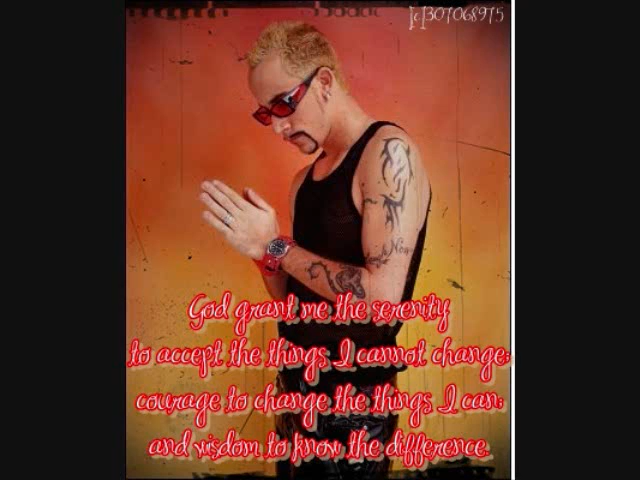 [c]307068975
God grant me the serenity
to accept the things I cannot change;
courage to change the things I can;
and wisdom to know the difference.